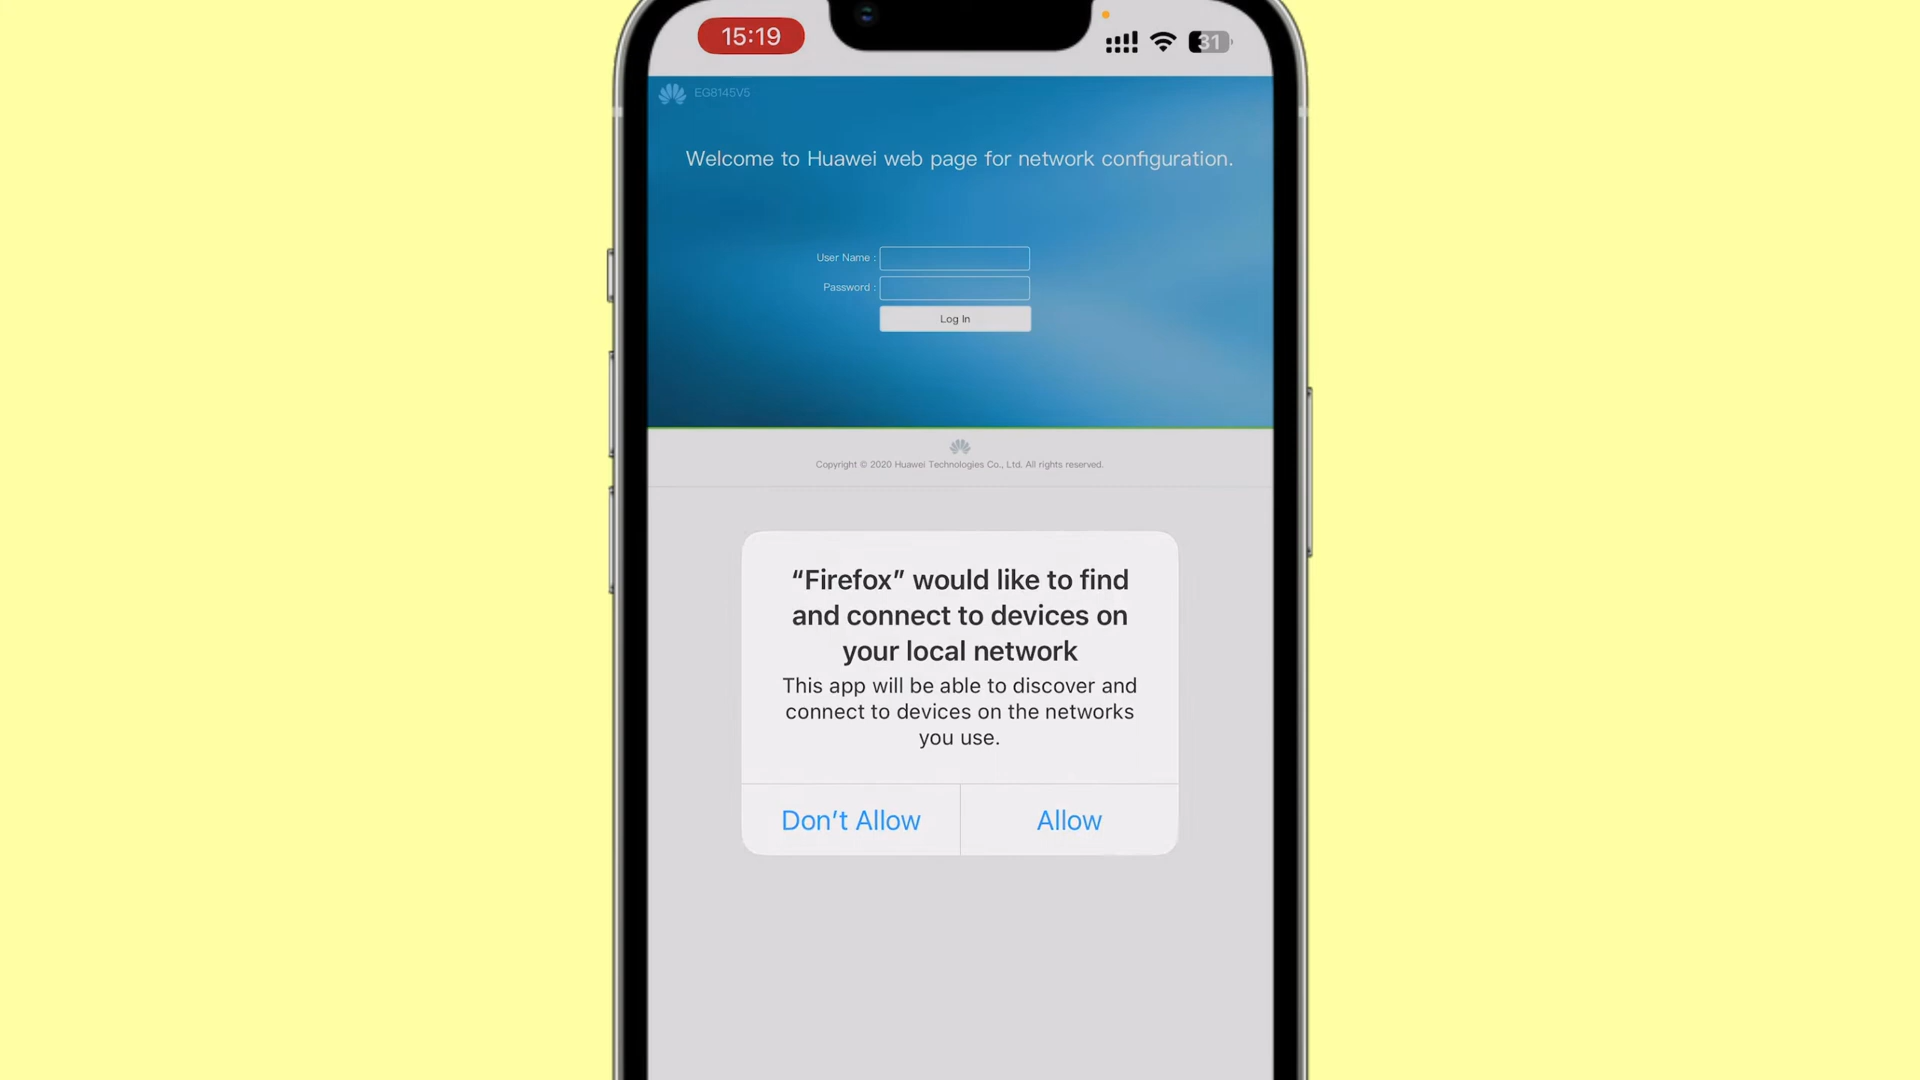 15:19
31
EG8145V5
Welcome to Huawei web page for network configuration.
User Name :
Password :
Log In
Copyright © 2020 Huawei Technologies Co., Ltd. All rights reserved.
“Firefox” would like to find
and connect to devices on
your local network
This app will be able to discover and
connect to devices on the networks
you use.
Don’t Allow
Allow